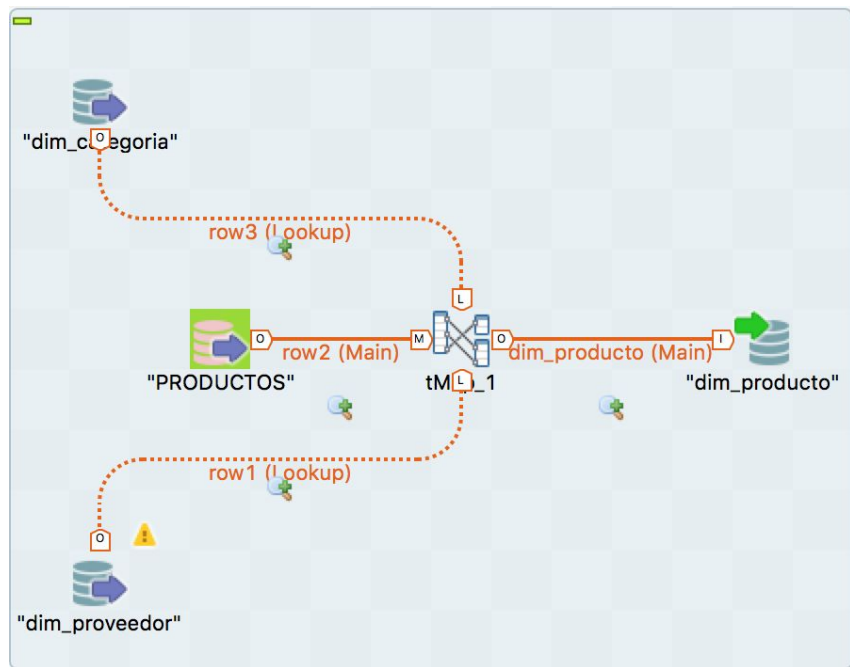 "dim_categoria"
O
row3 (Lookup)
L
"PRODUCTOS"
O
row2 (Main)
M
tMap_1
O
dim_producto (Main)
I
"dim_producto"
L
row1 (Lookup)
O
"dim_proveedor"